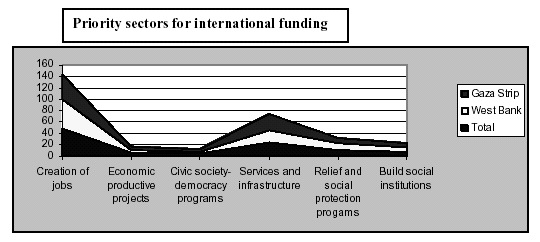 Priority sectors for international funding
160
140
120
100
80
60
40
20
0
Creation of
jobs
Economic
productive
projects
Civic society-
democracy
programs
Services and
infrastructure
Relief and
social
protection
progams
Build social
institutions
Gaza Strip
West Bank
Total